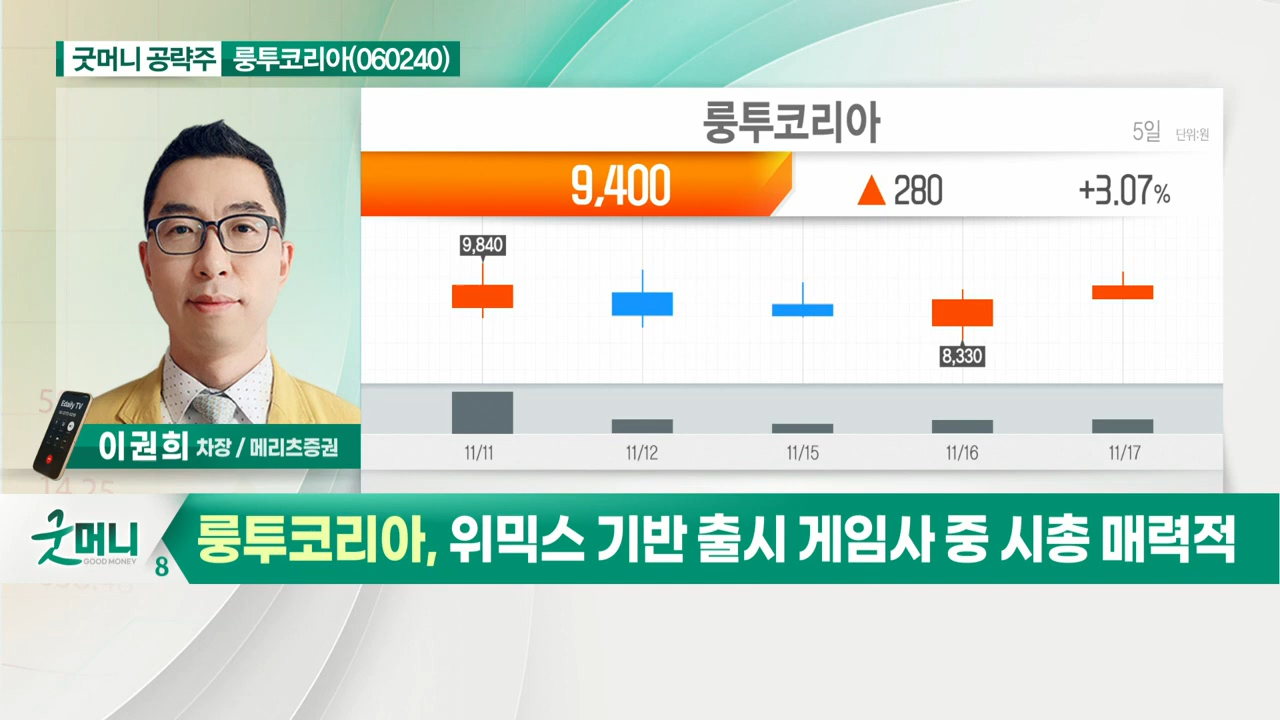 굿머니 공략주 룽투코리아(060240)
룽투코리아
5일 단위:원
9,400 ▲ 280 +3.07%
9,840
8,330
11/11 11/12 11/15 11/16 11/17
Edaily TV
이권희 차장 / 메리츠증권
14.25
굿머니
GOOD MONEY
8
룽투코리아, 위믹스 기반 출시 게임사 중 시총 매력적